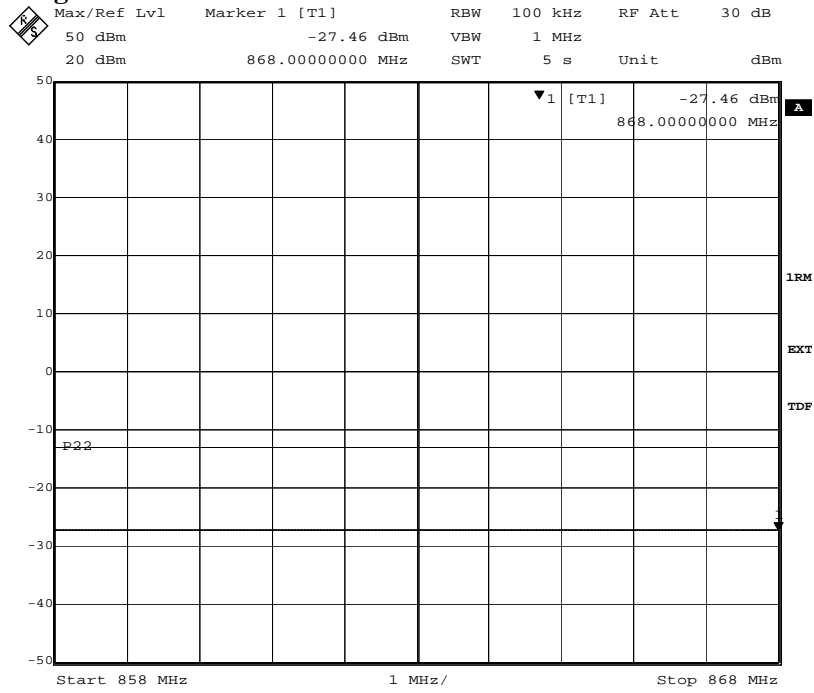 Max/Ref Lvl Marker 1 [T1] RBW 100 kHz RF Att 30 dB
50 dBm -27.46 dBm VBW 1 MHz
20 dBm 868.00000000 MHz SWT 5 s Unit dBm
50
1 [T1] -27.46 dBm
A
868.00000000 MHz
40
30
20
1RM
10
EXT
0
TDF
-10
P22
-20
1
-30
-40
-50
Start 858 MHz 1 MHz/ Stop 868 MHz